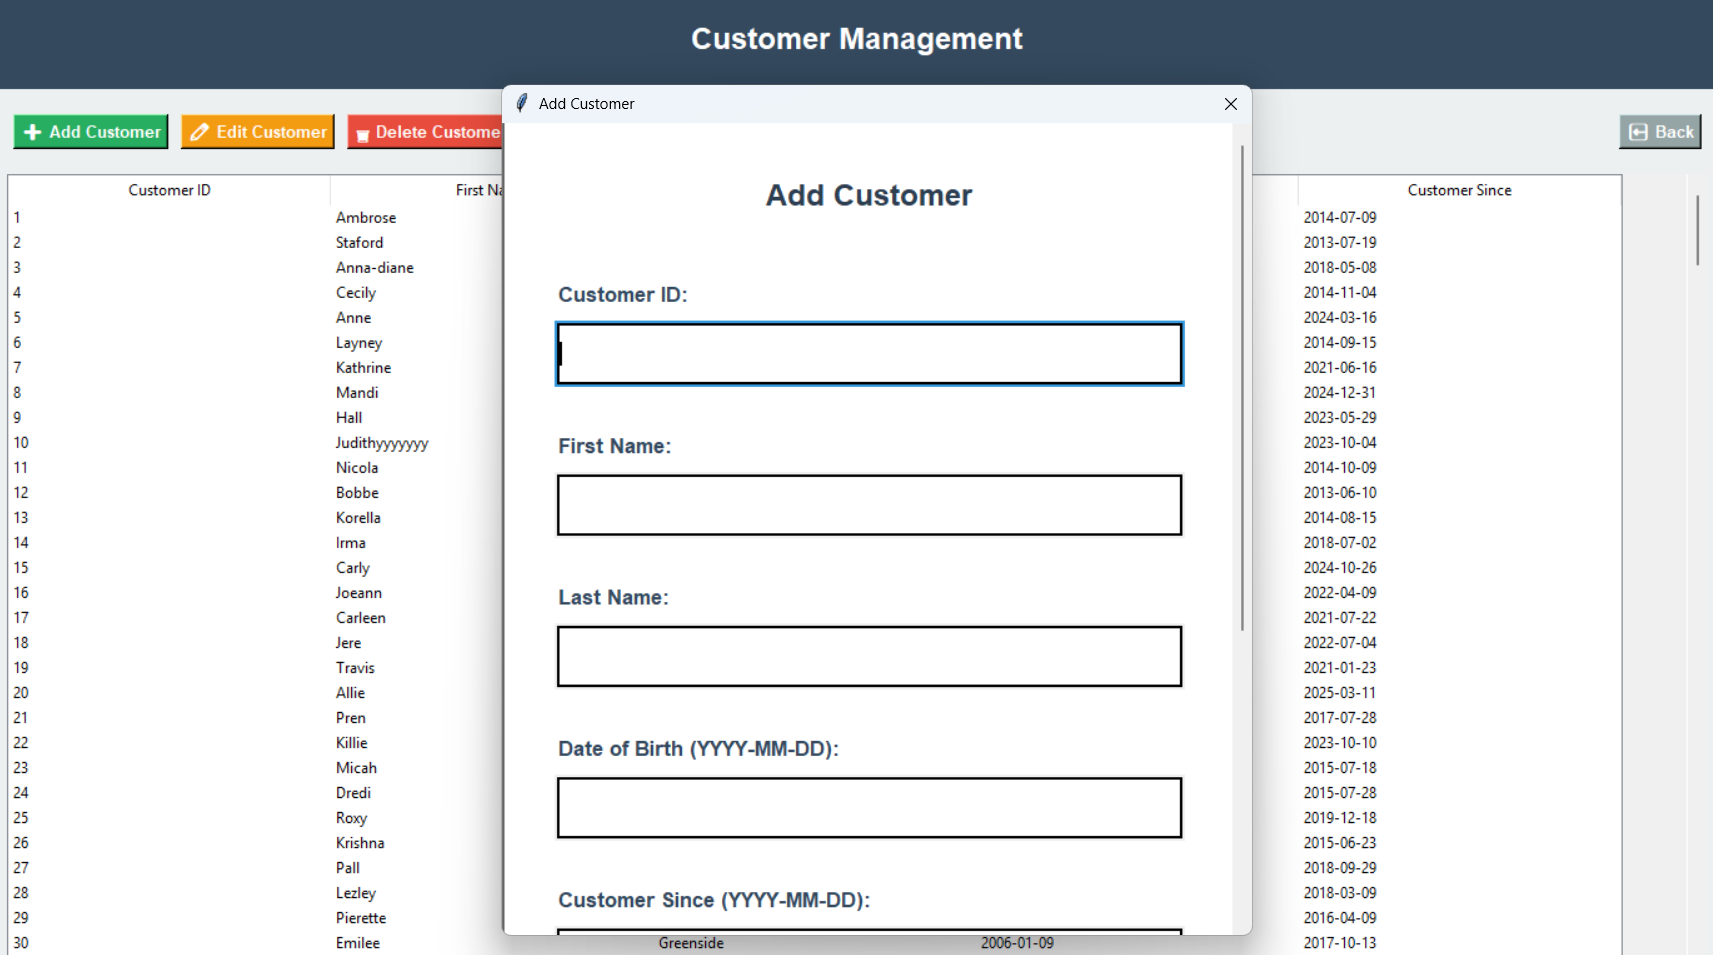 Customer Management
Add Customer
Add Customer
Edit Customer
Delete Custome
Back
Customer ID
First Na
Customer Since
Add Customer
Customer ID:
First Name:
Last Name:
Date of Birth (YYYY-MM-DD):
Customer Since (YYYY-MM-DD):
1 Ambrose 2014-07-09
2 Staford 2013-07-19
3 Anna-diane 2018-05-08
4 Cecily 2014-11-04
5 Anne 2024-03-16
6 Layney 2014-09-15
7 Kathrine 2021-06-16
8 Mandi 2024-12-31
9 Hall 2023-05-29
10 Judithyyyyyyy 2023-10-04
11 Nicola 2014-10-09
12 Bobbe 2013-06-10
13 Korella 2014-08-15
14 Irma 2018-07-02
15 Carly 2024-10-26
16 Joeann 2022-04-09
17 Carleen 2021-07-22
18 Jere 2022-07-04
19 Travis 2021-01-23
20 Allie 2025-03-11
21 Pren 2017-07-28
22 Killie 2023-10-10
23 Micah 2015-07-18
24 Dredi 2015-07-28
25 Roxy 2019-12-18
26 Krishna 2015-06-23
27 Pall 2018-09-29
28 Lezley 2018-03-09
29 Pierette 2016-04-09
30 Emilee Greenside 2006-01-09 2017-10-13